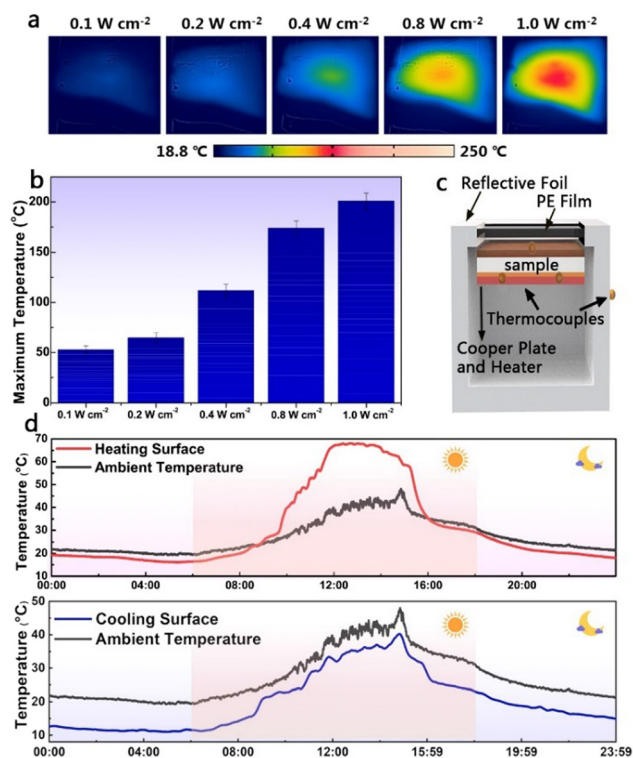 a
0.1 W cm-2 0.2 W cm-2 0.4 W cm-2 0.8 W cm-2 1.0 W cm-2
18.8 ℃ 250 ℃
b
Maximum Temperature (°C)
200
150
100
50
0
0.1 W cm-2 0.2 W cm-2 0.4 W cm-2 0.8 W cm-2 1.0 W cm-2
c
Reflective Foil
PE Film
sample
Thermocouples
Cooper Plate
and Heater
d
Temperature (°C)
70
60
50
40
30
20
10
Heating Surface
Ambient Temperature
00:00 04:00 08:00 12:00 16:00 20:00
Temperature (°C)
50
40
30
20
10
Cooling Surface
Ambient Temperature
00:00 04:00 08:00 12:00 15:59 19:59 23:59